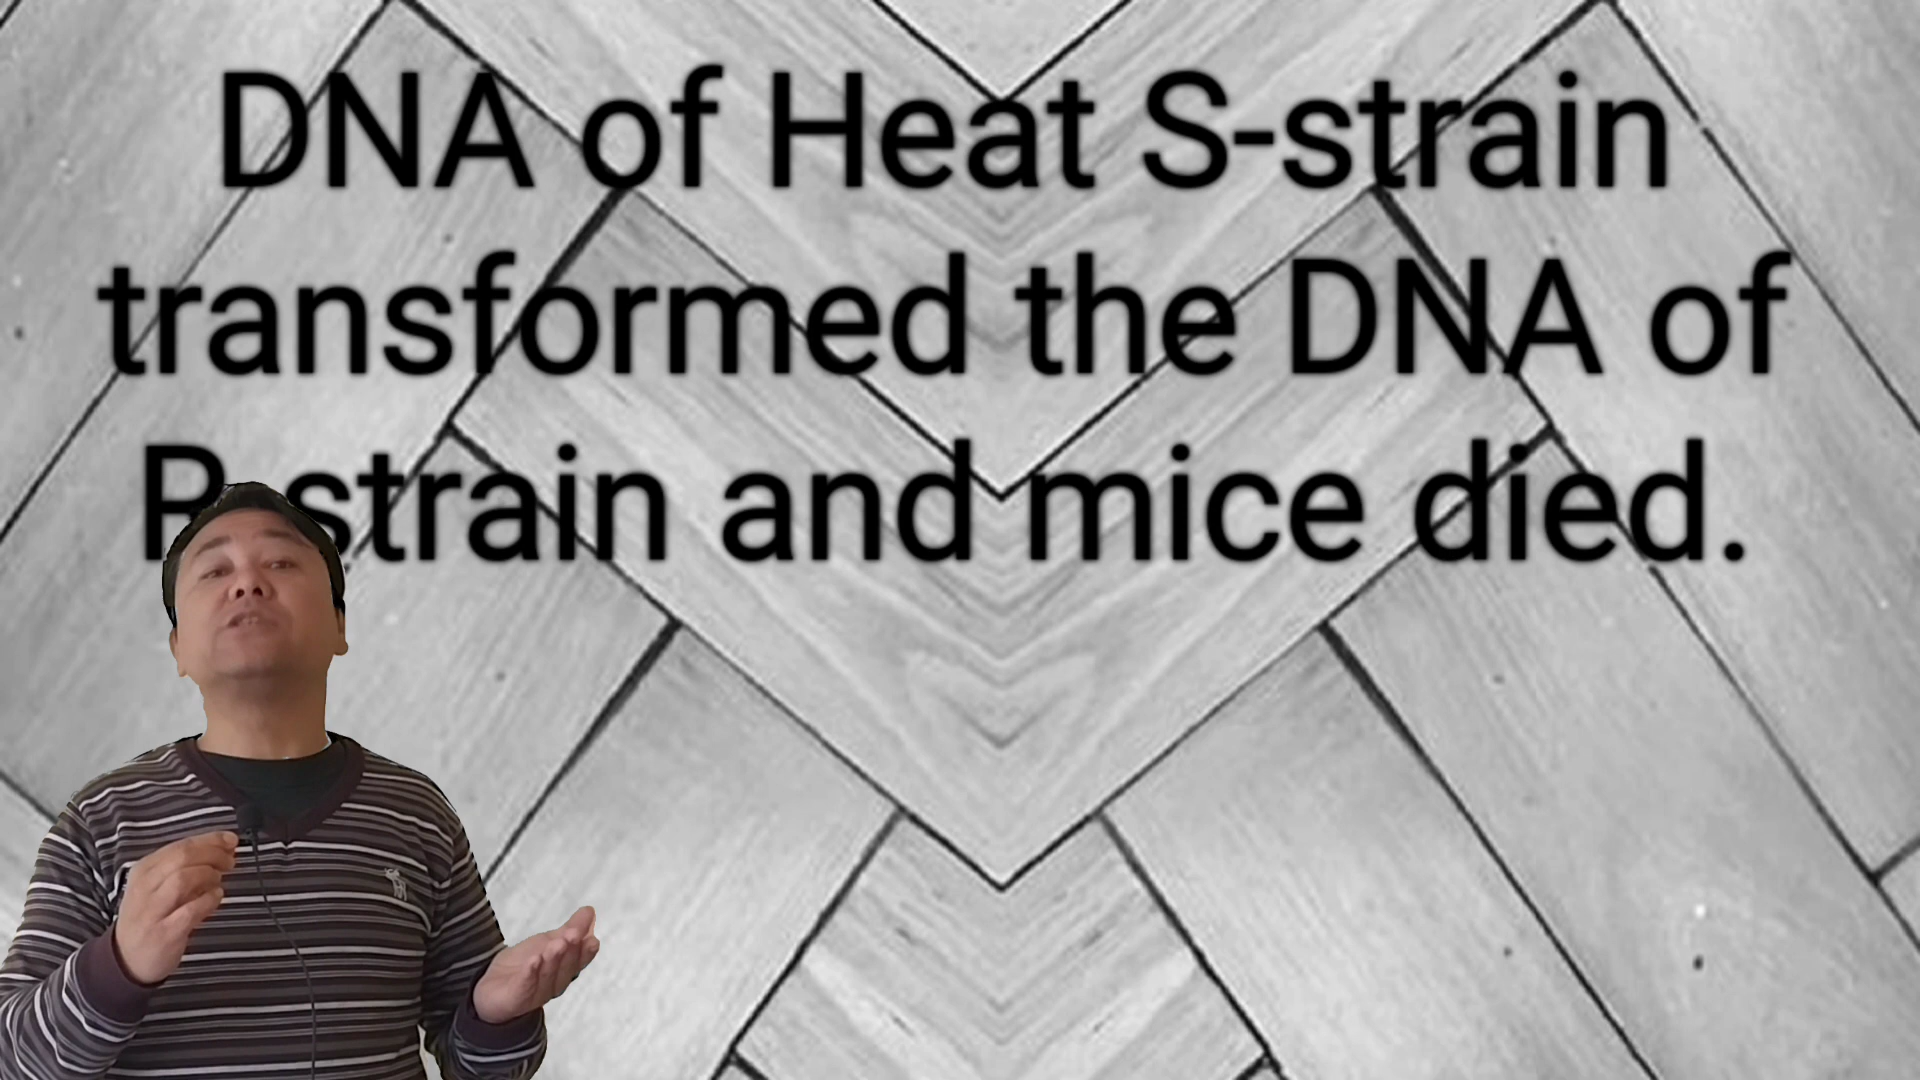 DNA of Heat S-strain
transformed the DNA of
R-strain and mice died.